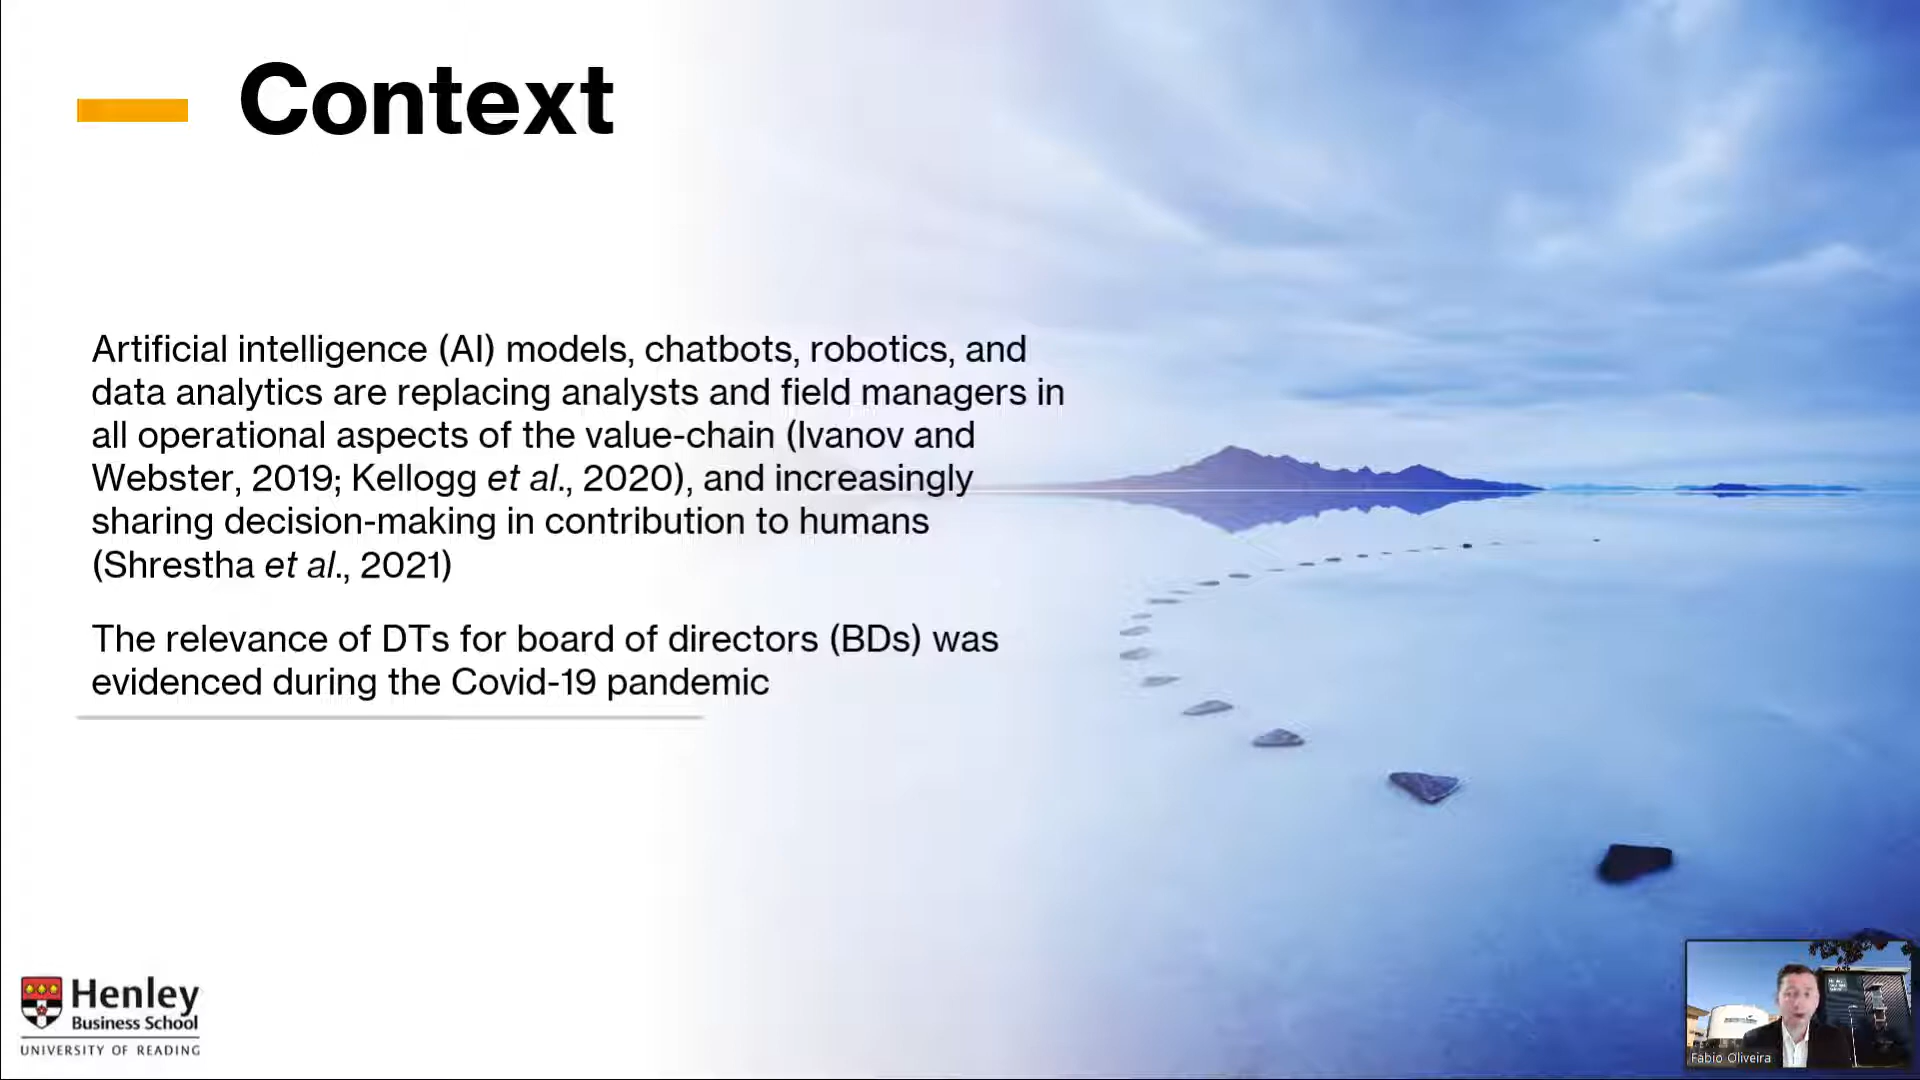 Context
Artificial intelligence (AI) models, chatbots, robotics, and
data analytics are replacing analysts and field managers in
all operational aspects of the value-chain (Ivanov and
Webster, 2019; Kellogg et al., 2020), and increasingly
sharing decision-making in contribution to humans
(Shrestha et al., 2021)
The relevance of DTs for board of directors (BDs) was
evidenced during the Covid-19 pandemic
Henley
Business School
UNIVERSITY OF READING
Fabio Oliveira